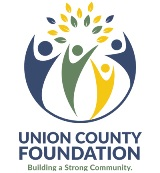 UNION COUNTY
FOUNDATION
Building a Strong Community.